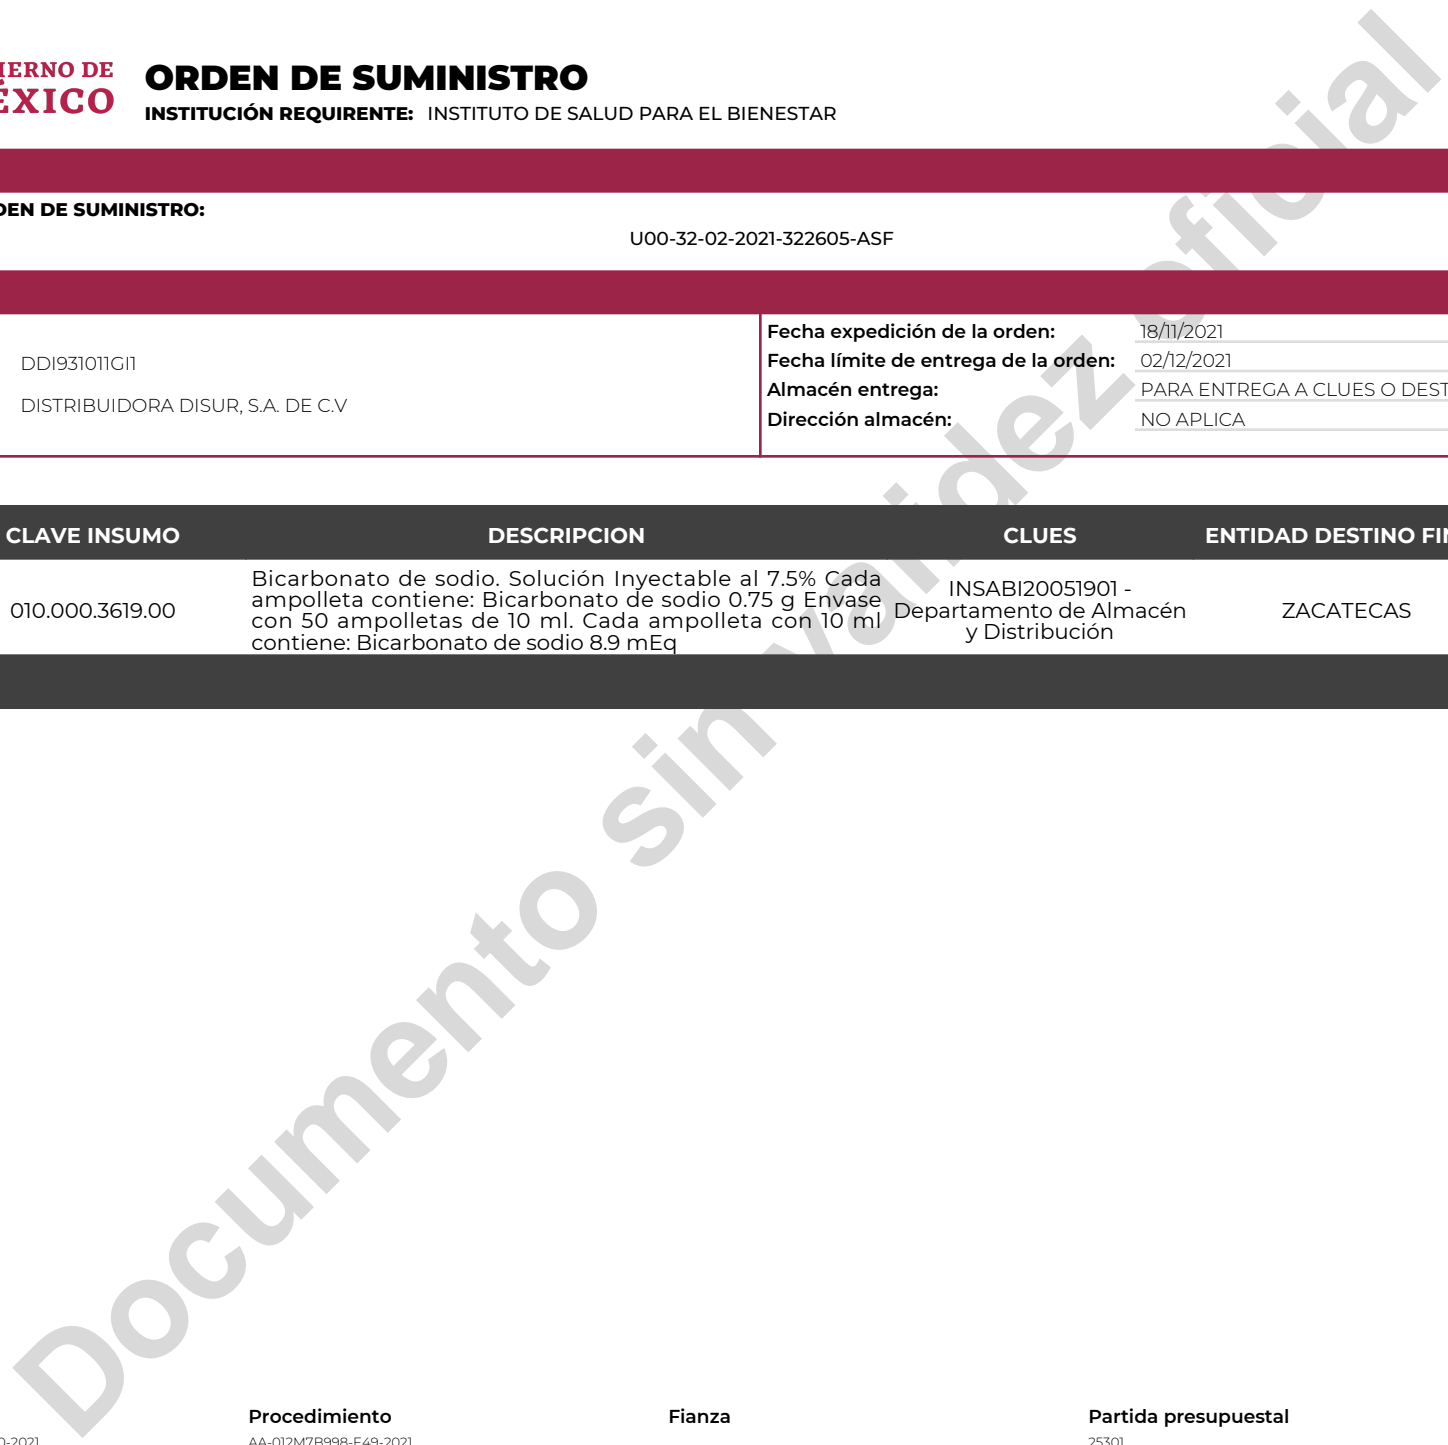 ORDEN DE SUMINISTRO
INSTITUCIÓN REQUIRENTE: INSTITUTO DE SALUD PARA EL BIENESTAR
DE SUMINISTRO:
U00-32-02-2021-322605-ASF
DDI931011GI1
DISTRIBUIDORA DISUR, S.A. DE C.V
Fecha expedición de la orden: 18/11/2021
Fecha límite de entrega de la orden: 02/12/2021
Almacén entrega: PARA ENTREGA A CLUES O
Dirección almacén: NO APLICA
CLAVE INSUMO DESCRIPCION CLUES ENTIDAD DESTINO
010.000.3619.00
Bicarbonato de sodio. Solución Inyectable al 7.5% Cada
ampolleta contiene: Bicarbonato de sodio 0.75 g Envase
con 50 ampolletas de 10 ml. Cada ampolleta con 10 ml
contiene: Bicarbonato de sodio 8.9 mEq
INSABI20051901 -
Departamento de Almacén
y Distribución
ZACATECAS
Documento sin validez oficial
Procedimiento Fianza Partida presupuestal
AA-012M7B998-E49-2021 25301